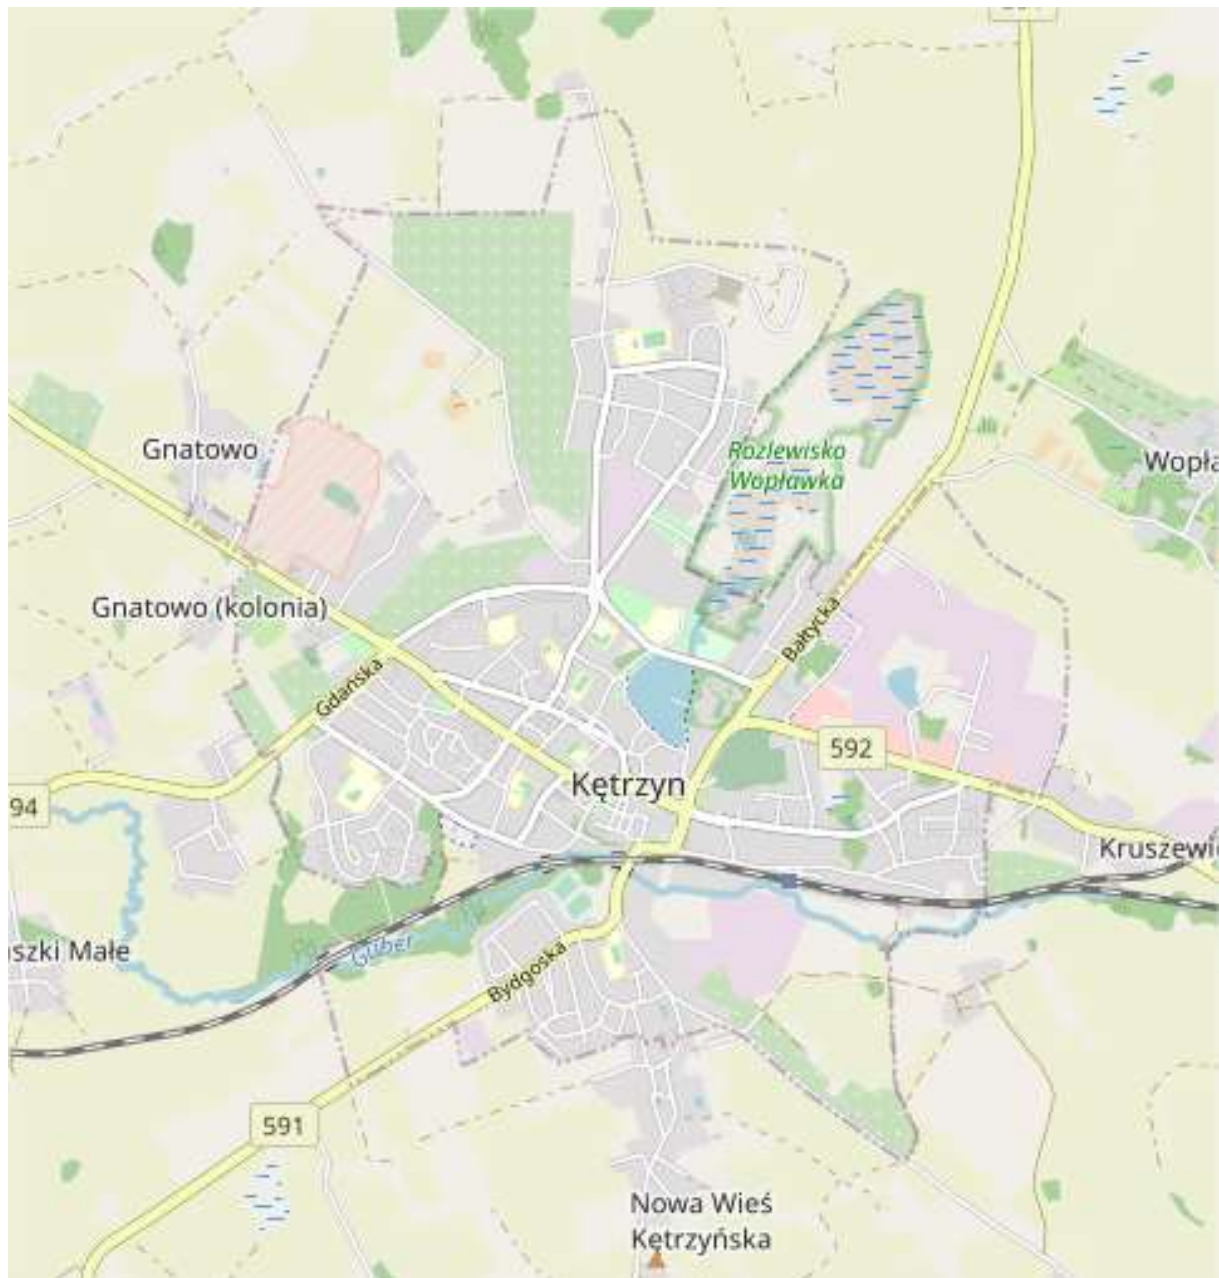 Gnatowo
Rozlewisko
Wopławka
Wopła
Gnatowo (kolonia)
Bałtycka
Gdańska
592
Kętrzyn
94
Kruszewi
szki Małe
Guber
Bydgoska
591
Nowa Wieś
Kętrzyńska